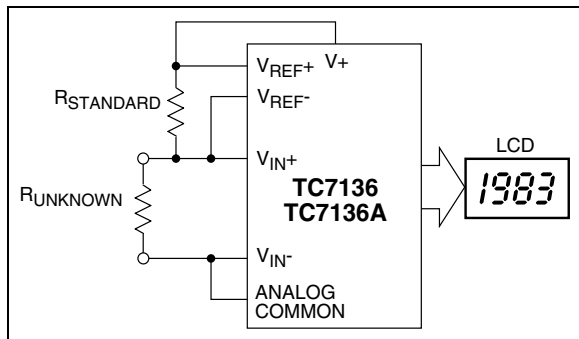 V+
VREF+
RSTANDARD
VREF-
LCD
VIN+
TC7136
TC7136A
1983
RUNKNOWN
VIN-
ANALOG
COMMON